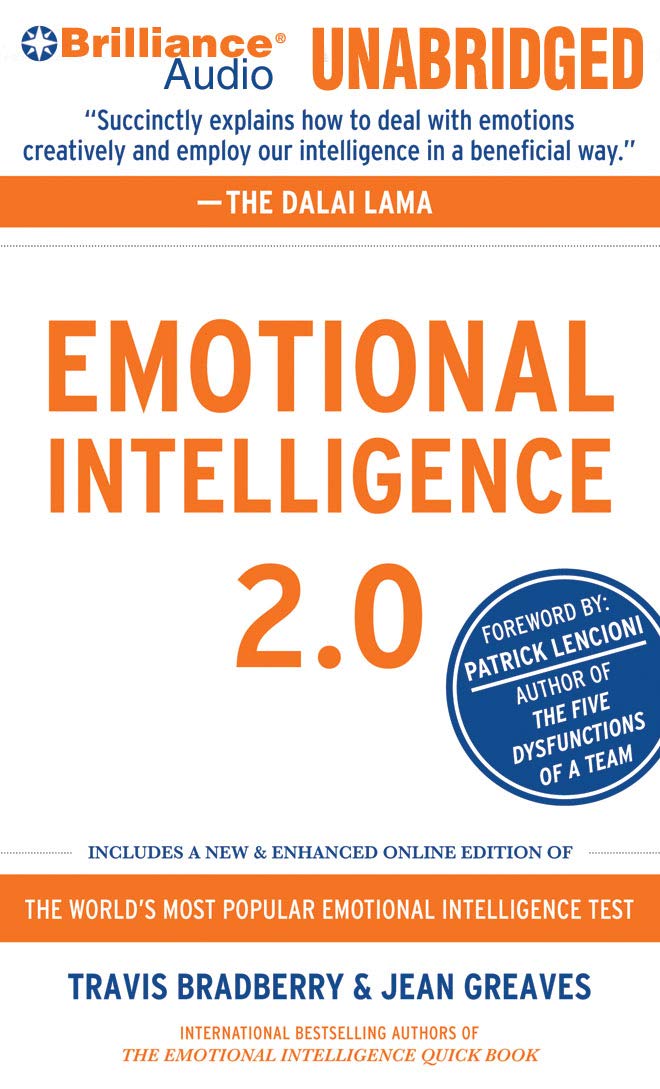 Brilliance®
Audio
UNABRIDGED
“Succinctly explains how to deal with emotions
creatively and employ our intelligence in a beneficial way.”
—THE DALAI LAMA
EMOTIONAL
INTELLIGENCE
2.0
FOREWORD BY:
PATRICK LENCIONI
AUTHOR OF
THE FIVE
DYSFUNCTIONS
OF A TEAM
INCLUDES A NEW & ENHANCED ONLINE EDITION OF
THE WORLD’S MOST POPULAR EMOTIONAL INTELLIGENCE TEST
TRAVIS BRADBERRY & JEAN GREAVES
INTERNATIONAL BESTSELLING AUTHORS OF
THE EMOTIONAL INTELLIGENCE QUICK BOOK